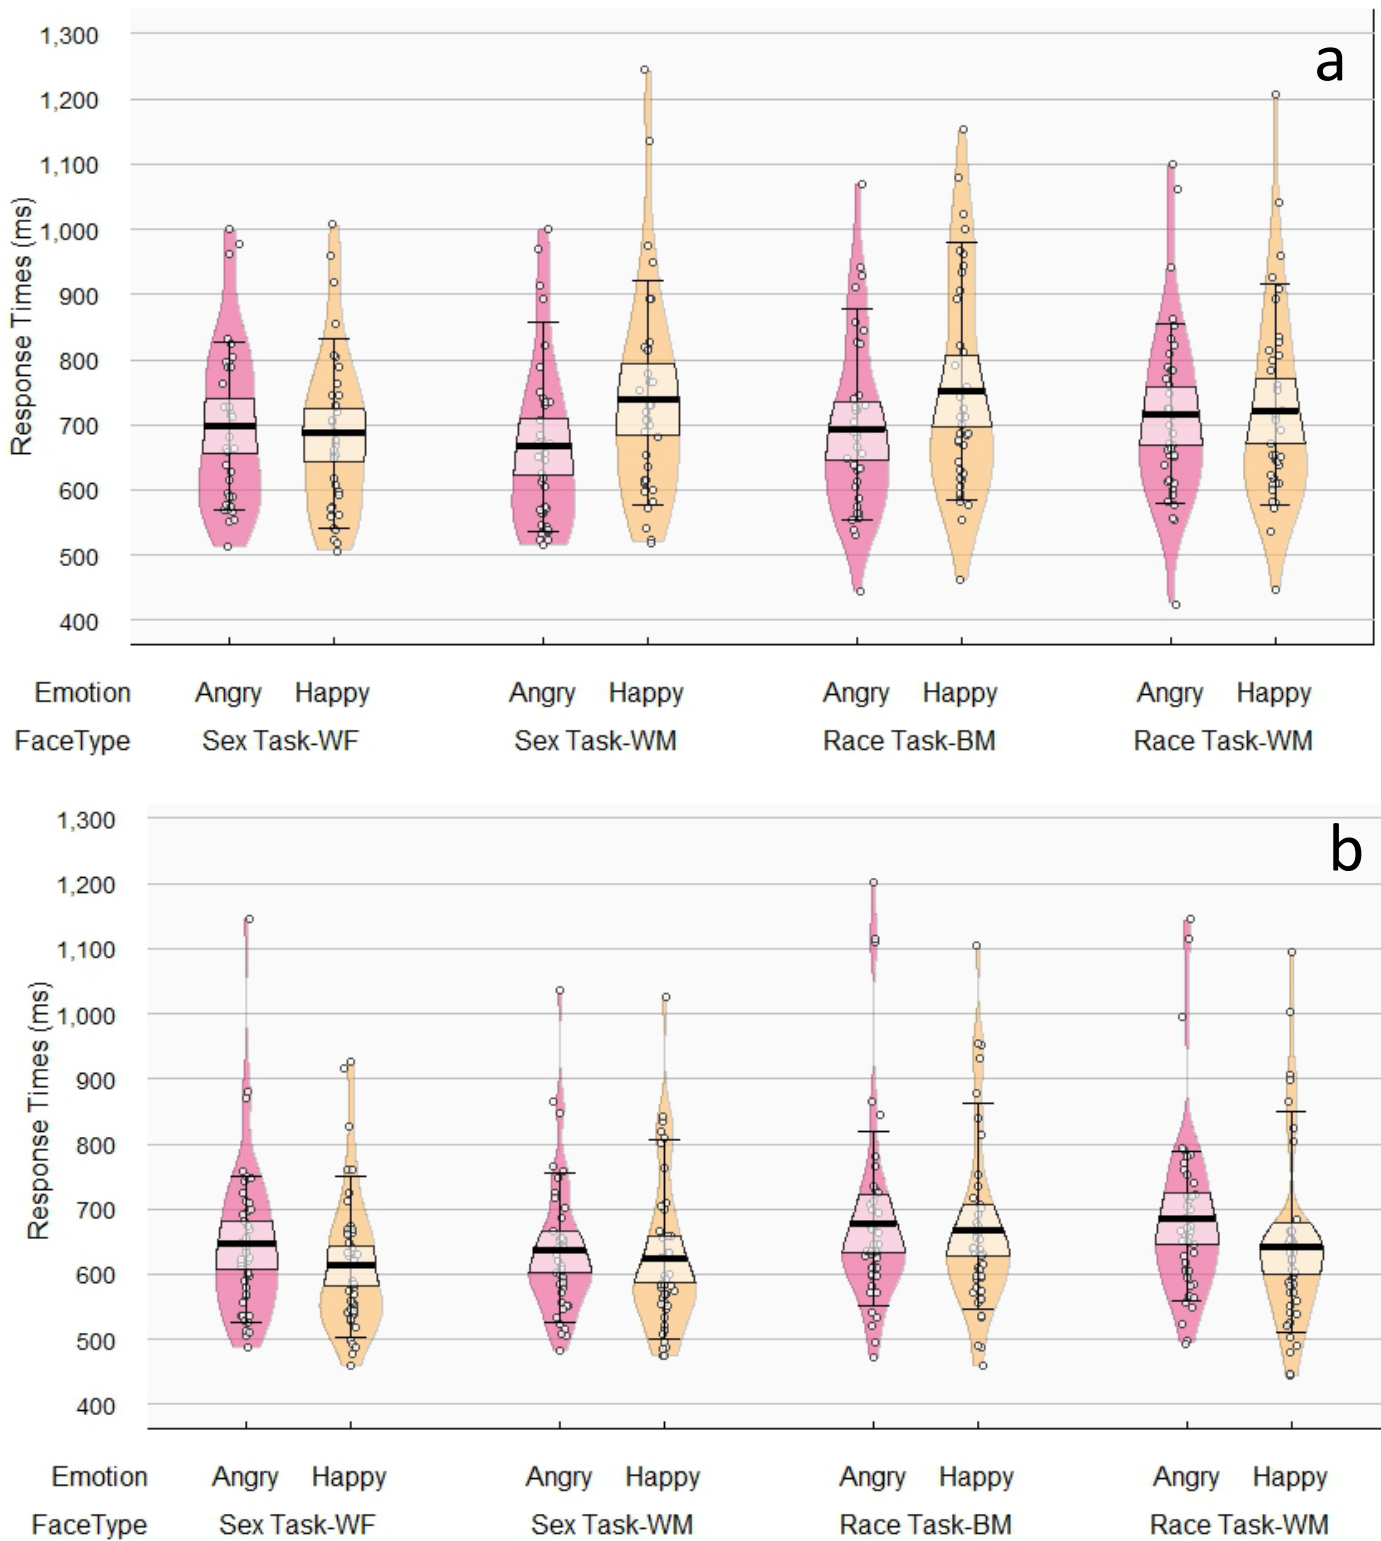 1,300
a
1,200
1,100
1,000
900
800
700
600
500
400
Response Times (ms)
Emotion Angry Happy Angry Happy Angry Happy Angry Happy
FaceType Sex Task-WF Sex Task-WM Race Task-BM Race Task-WM
1,300
b
1,200
1,100
1,000
900
800
700
600
500
400
Response Times (ms)
Emotion Angry Happy Angry Happy Angry Happy Angry Happy
FaceType Sex Task-WF Sex Task-WM Race Task-BM Race Task-WM